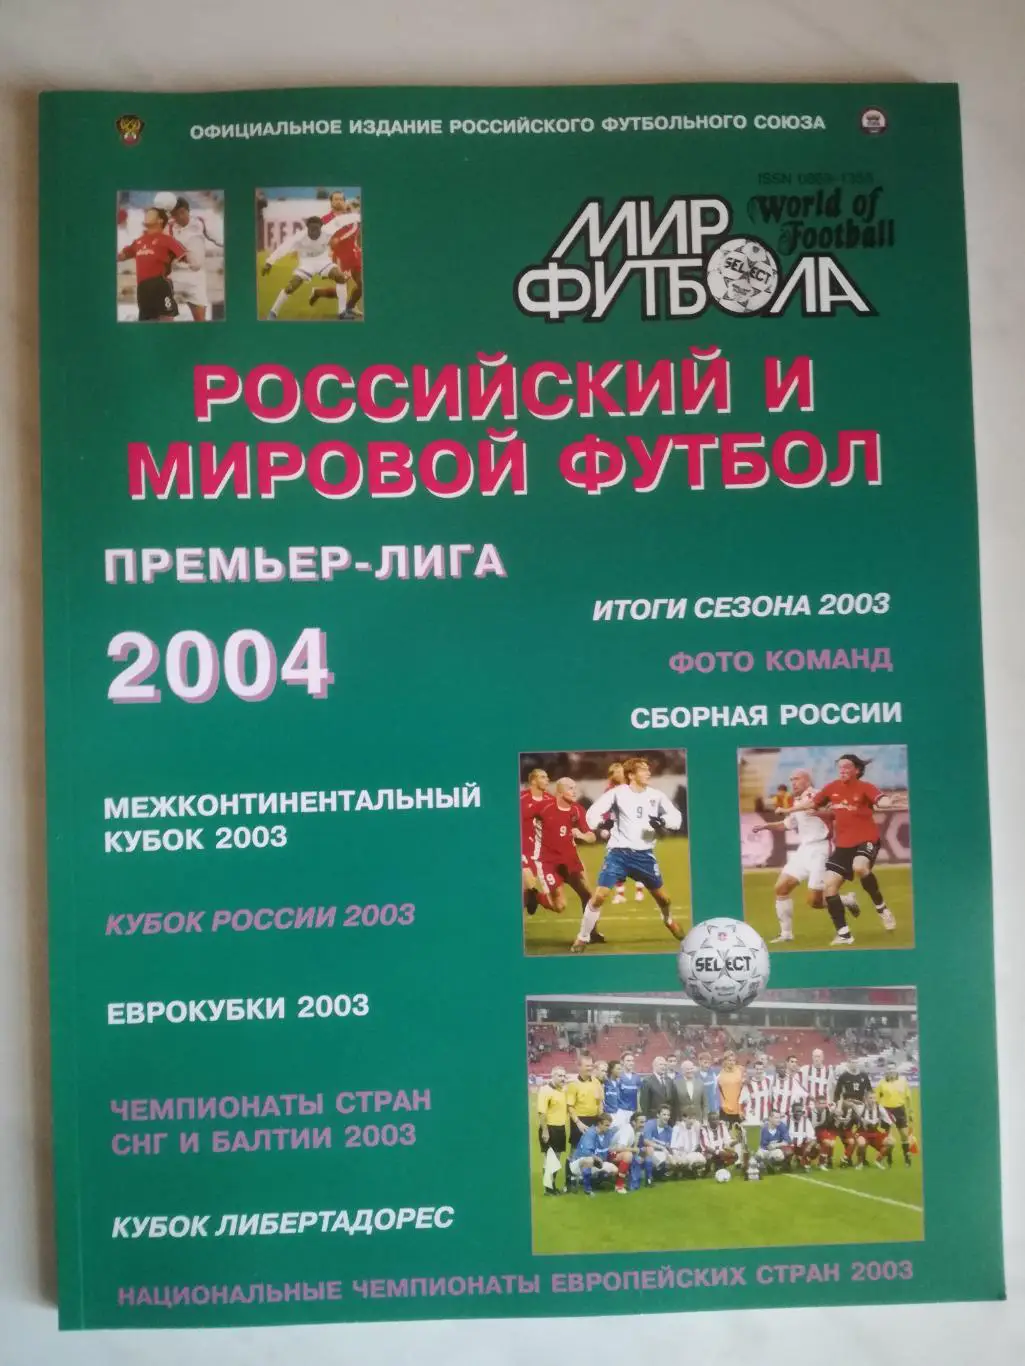 ОФИЦИАЛЬНОЕ ИЗДАНИЕ РОССИЙСКОГО ФУТБОЛЬНОГО СОЮЗА
World of
Football
МИР
ФУТБОЛА
SELECT
РОССИЙСКИЙ И
МИРОВОЙ ФУТБОЛ
ПРЕМЬЕР-ЛИГА
2004
ИТОГИ СЕЗОНА 2003
ФОТО КОМАНД
СБОРНАЯ РОССИИ
МЕЖКОНТИНЕНТАЛЬНЫЙ
КУБОК 2003
КУБОК РОССИИ 2003
ЕВРОКУБКИ 2003
SELECT
ЧЕМПИОНАТЫ СТРАН
СНГ И БАЛТИИ 2003
КУБОК ЛИБЕРТАДОРЕС
НАЦИОНАЛЬНЫЕ ЧЕМПИОНАТЫ ЕВРОПЕЙСКИХ СТРАН 2003